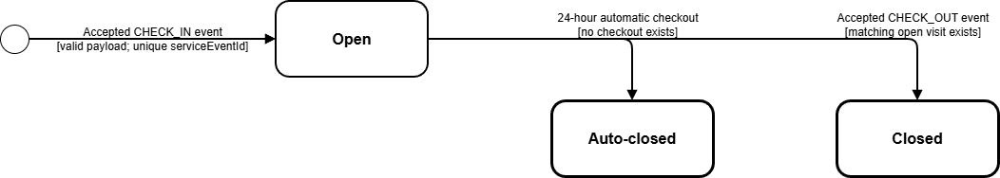 Accepted CHECK_IN event
[valid payload; unique serviceEventId]
Open
24-hour automatic checkout
[no checkout exists]
Accepted CHECK_OUT event
[matching open visit exists]
Auto-closed
Closed